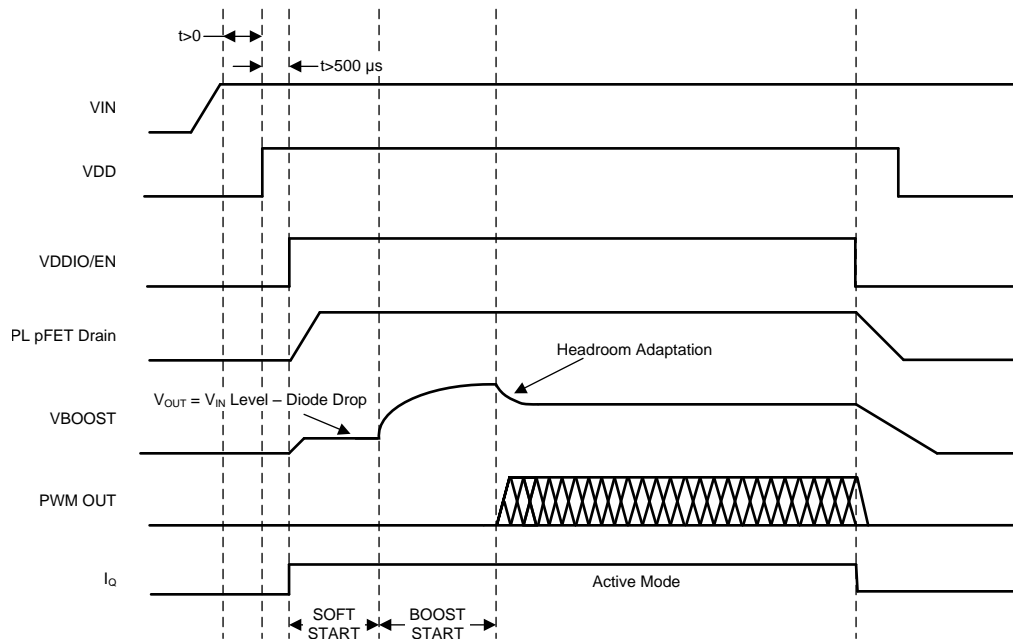 t>0
t>500 µs
VIN
VDD
VDDIO/EN
PL pFET Drain
Headroom Adaptation
VOUT = VIN Level – Diode Drop
VBOOST
PWM OUT
IQ
Active Mode
SOFT
START
BOOST
START